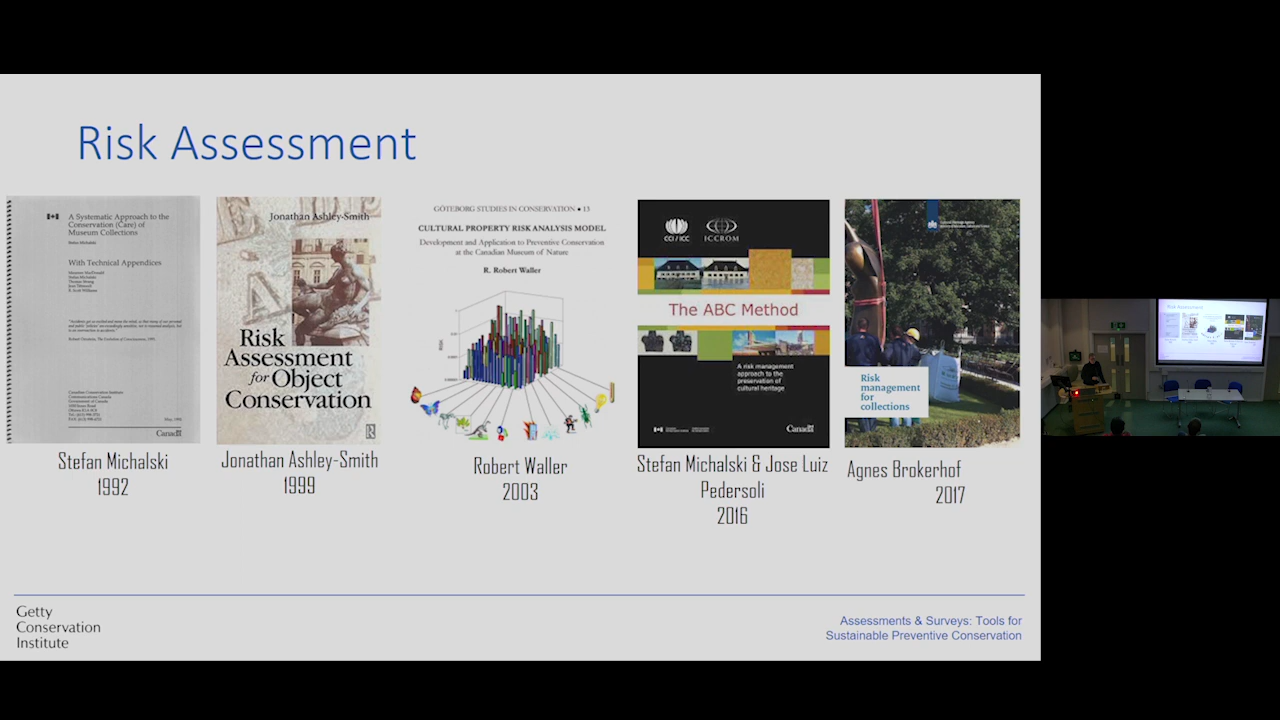 Risk Assessment
A Systematic Approach to the
Conservation (Care) of
Museum Collections
Stefan Michalski
With Technical Appendices
Canada
Stefan Michalski
1992
Jonathan Ashley-Smith
Risk
Assessment
for Object
Conservation
Jonathan Ashley-Smith
1999
GÖTEBORG STUDIES IN CONSERVATION • 13
CULTURAL PROPERTY RISK ANALYSIS MODEL
Development and Application to Preventive Conservation
at the Canadian Museum of Nature
R. Robert Waller
RISK
Robert Waller
2003
CCI / ICC
ICCROM
The ABC Method
A risk management
approach to the
preservation of
cultural heritage
Canada
Stefan Michalski & Jose Luiz
Pedersoli
2016
Risk
management
for
collections
Agnes Brokerhof
2017
Getty
Conservation
Institute
Assessments & Surveys: Tools for
Sustainable Preventive Conservation